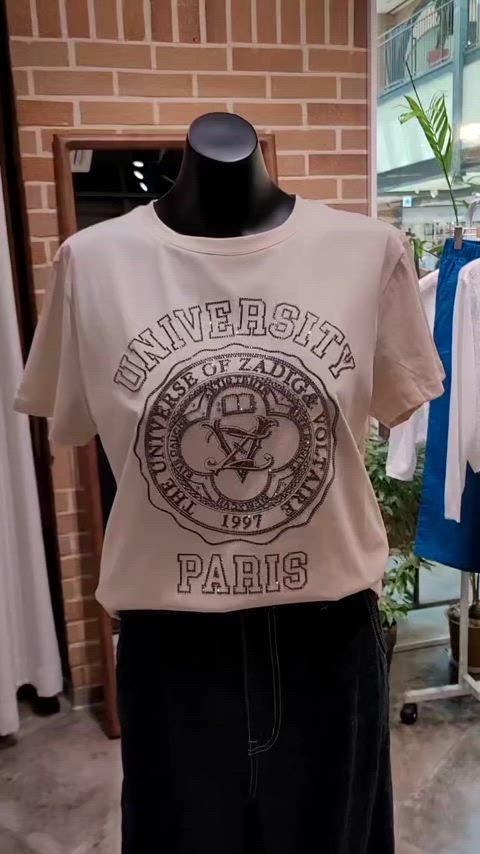 UNIVERSITY
THE UNIVERSE OF ZADIG & VOLTAIRE
1997
PARIS